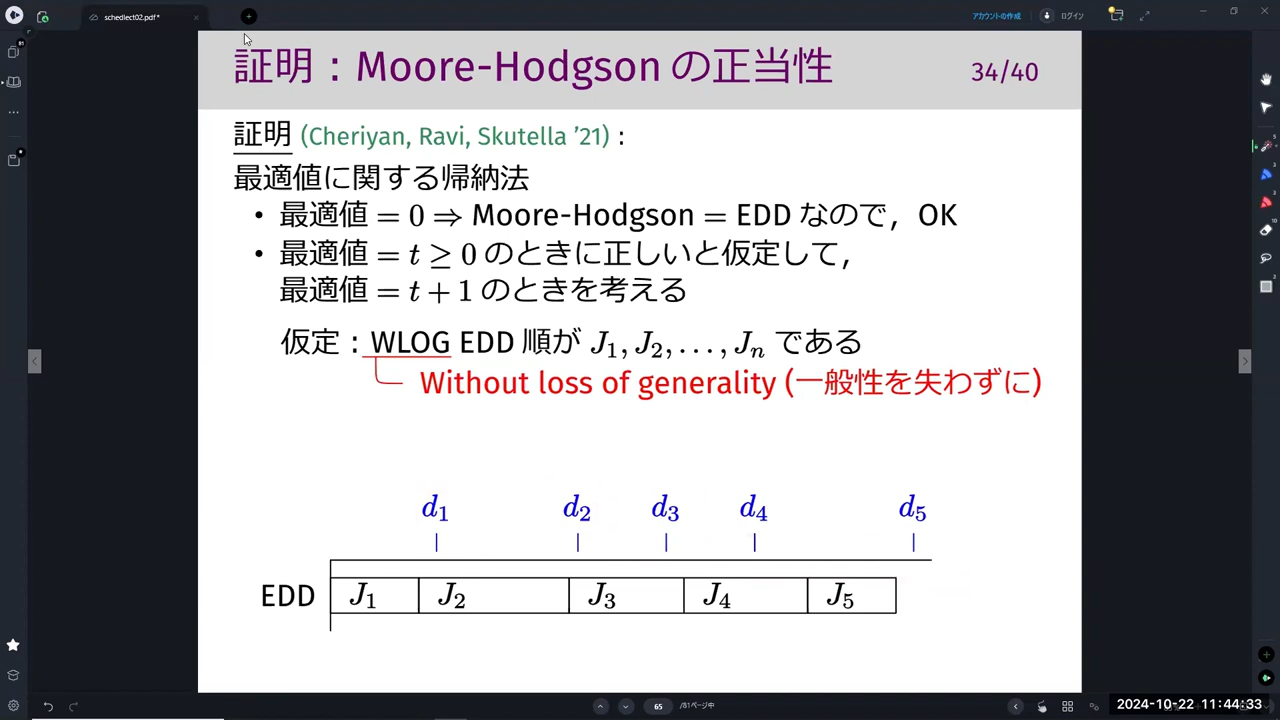 schedlect02.pdf*
アカウントの作成
ログイン
証明：Moore-Hodgson の正当性
34/40
証明 (Cheriyan, Ravi, Skutella ’21)：
最適値に関する帰納法
• 最適値 = 0 ⇒ Moore-Hodgson = EDD なので，OK
• 最適値 = t ≥ 0 のときに正しいと仮定して，
最適値 = t + 1 のときを考える
仮定：WLOG EDD 順が J₁, J₂, . . . , Jₙ である
Without loss of generality (一般性を失わずに)
d₁ d₂ d₃ d₄ d₅
EDD J₁ J₂ J₃ J₄ J₅
65 /81ページ中
2024-10-22 11:44:33